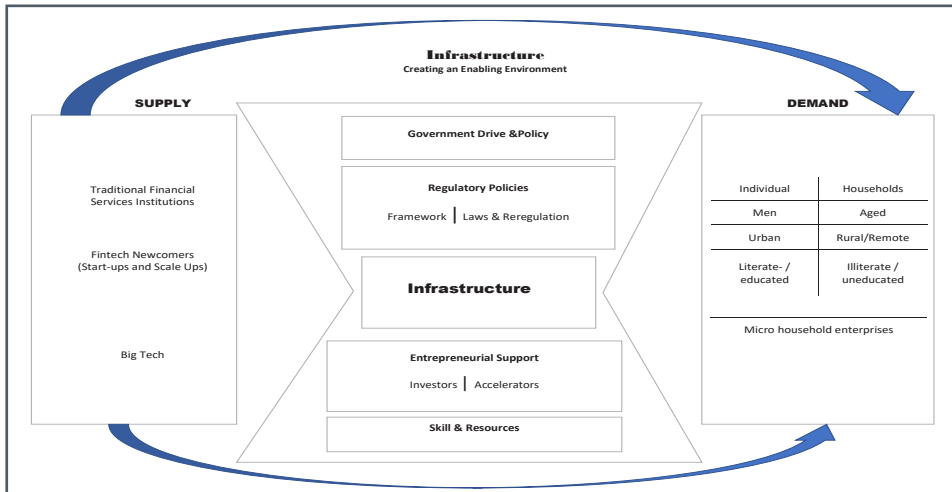 Infrastructure
Creating an Enabling Environment
SUPPLY
Traditional Financial
Services Institutions
Fintech Newcomers
(Start-ups and Scale Ups)
Big Tech
Government Drive &Policy
Regulatory Policies
Framework | Laws & Reregulation
Infrastructure
Entrepreneurial Support
Investors | Accelerators
Skill & Resources
DEMAND
Individual Households
Men Aged
Urban Rural/Remote
Literate- / Illiterate /
educated uneducated
Micro household enterprises